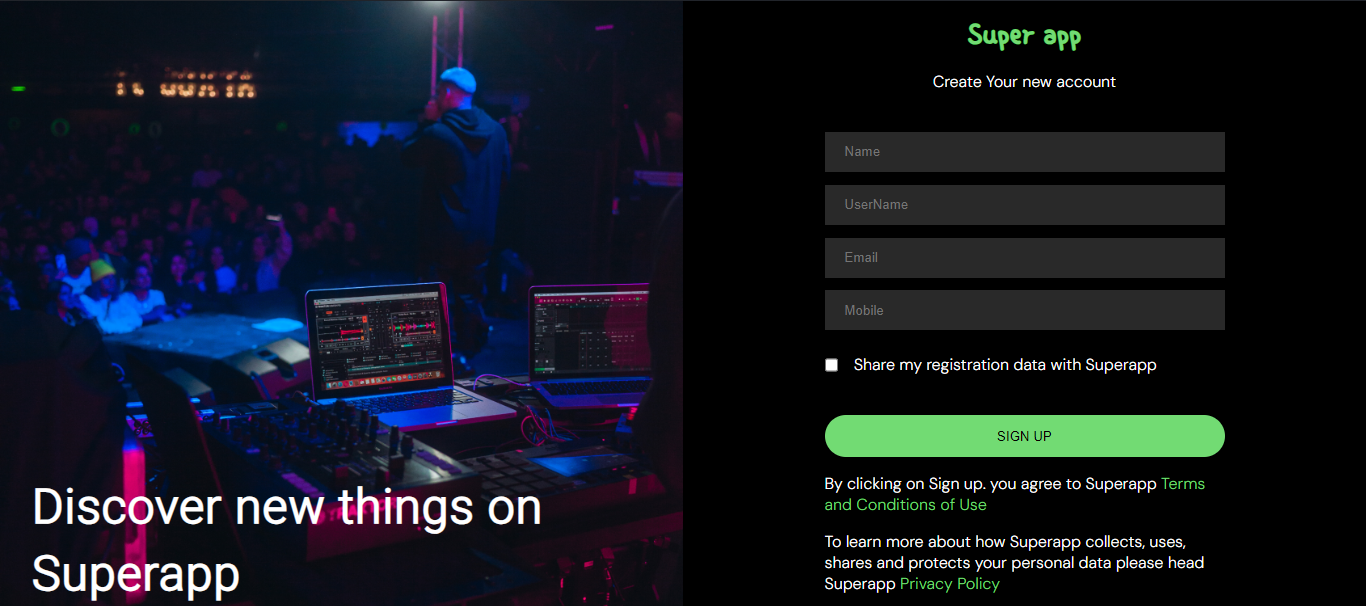 Discover new things on
Superapp
Super app
Create Your new account
Name
UserName
Email
Mobile
Share my registration data with Superapp
SIGN UP
By clicking on Sign up. you agree to Superapp Terms
and Conditions of Use
To learn more about how Superapp collects, uses,
shares and protects your personal data please head
Superapp Privacy Policy